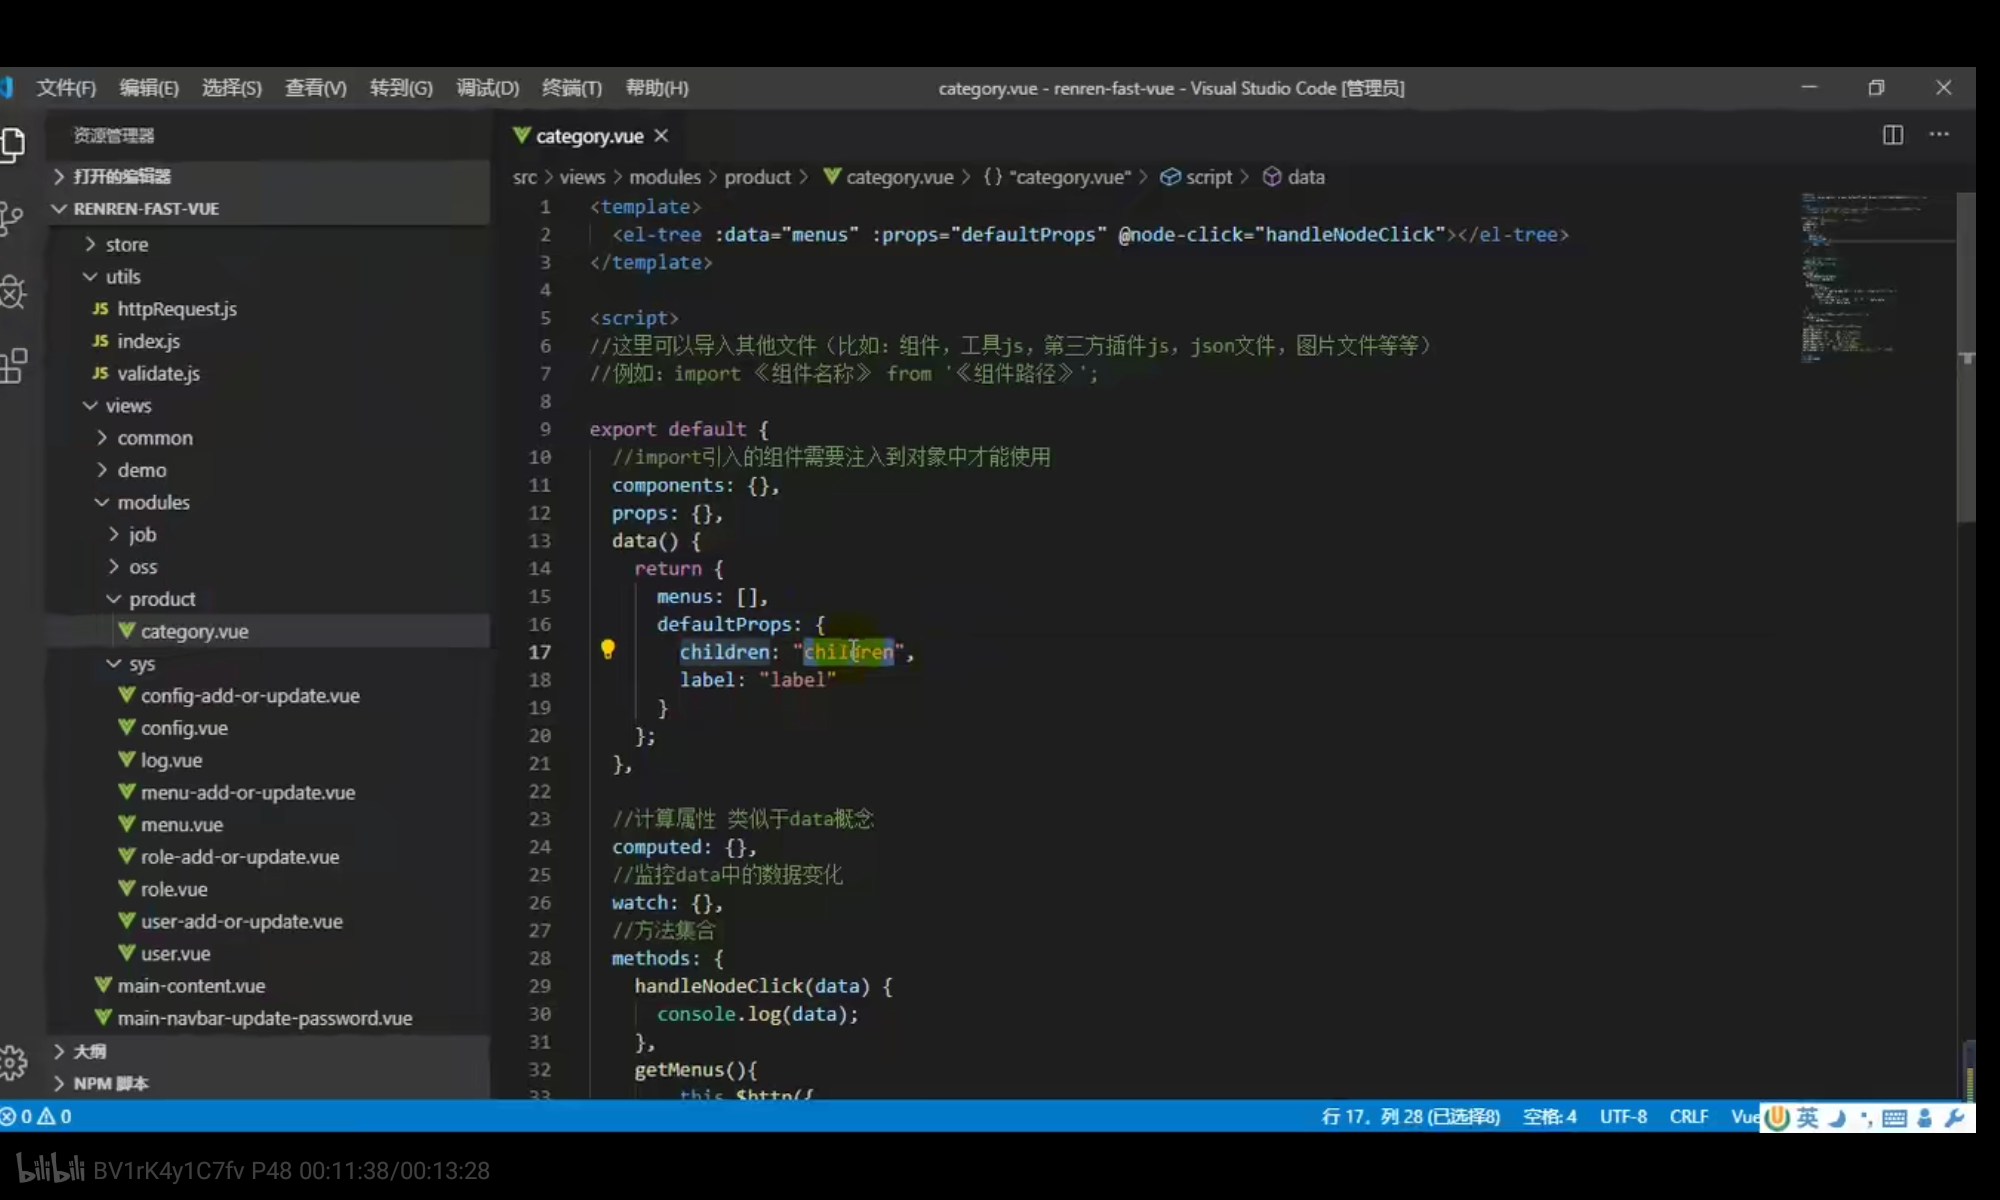 文件(F) 编辑(E) 选择(S) 查看(V) 转到(G) 调试(D) 终端(T) 帮助(H) category.vue - renren-fast-vue - Visual Studio Code [管理员]
资源管理器
打开的编辑器
RENREN-FAST-VUE
store
utils
JS httpRequest.js
JS index.js
JS validate.js
views
common
demo
modules
job
oss
product
category.vue
sys
config-add-or-update.vue
config.vue
log.vue
menu-add-or-update.vue
menu.vue
role-add-or-update.vue
role.vue
user-add-or-update.vue
user.vue
main-content.vue
main-navbar-update-password.vue
大纲
NPM 脚本
category.vue
src > views > modules > product > category.vue > {} "category.vue" > script > data
1 <template>
2 <el-tree :data="menus" :props="defaultProps" @node-click="handleNodeClick"></el-tree>
3 </template>
4
5 <script>
6 //这里可以导入其他文件（比如：组件，工具js，第三方插件js，json文件，图片文件等等）
7 //例如：import 《组件名称》 from '《组件路径》';
8
9 export default {
10 //import引入的组件需要注入到对象中才能使用
11 components: {},
12 props: {},
13 data() {
14 return {
15 menus: [],
16 defaultProps: {
17 children: "children",
18 label: "label"
19 }
20 };
21 },
22
23 //计算属性 类似于data概念
24 computed: {},
25 //监控data中的数据变化
26 watch: {},
27 //方法集合
28 methods: {
29 handleNodeClick(data) {
30 console.log(data);
31 },
32 getMenus(){
33 this.$http({
0 0 行 17，列 28 (已选择8) 空格: 4 UTF-8 CRLF Vue 英
bilibili BV1rK4y1C7fv P48 00:11:38/00:13:28